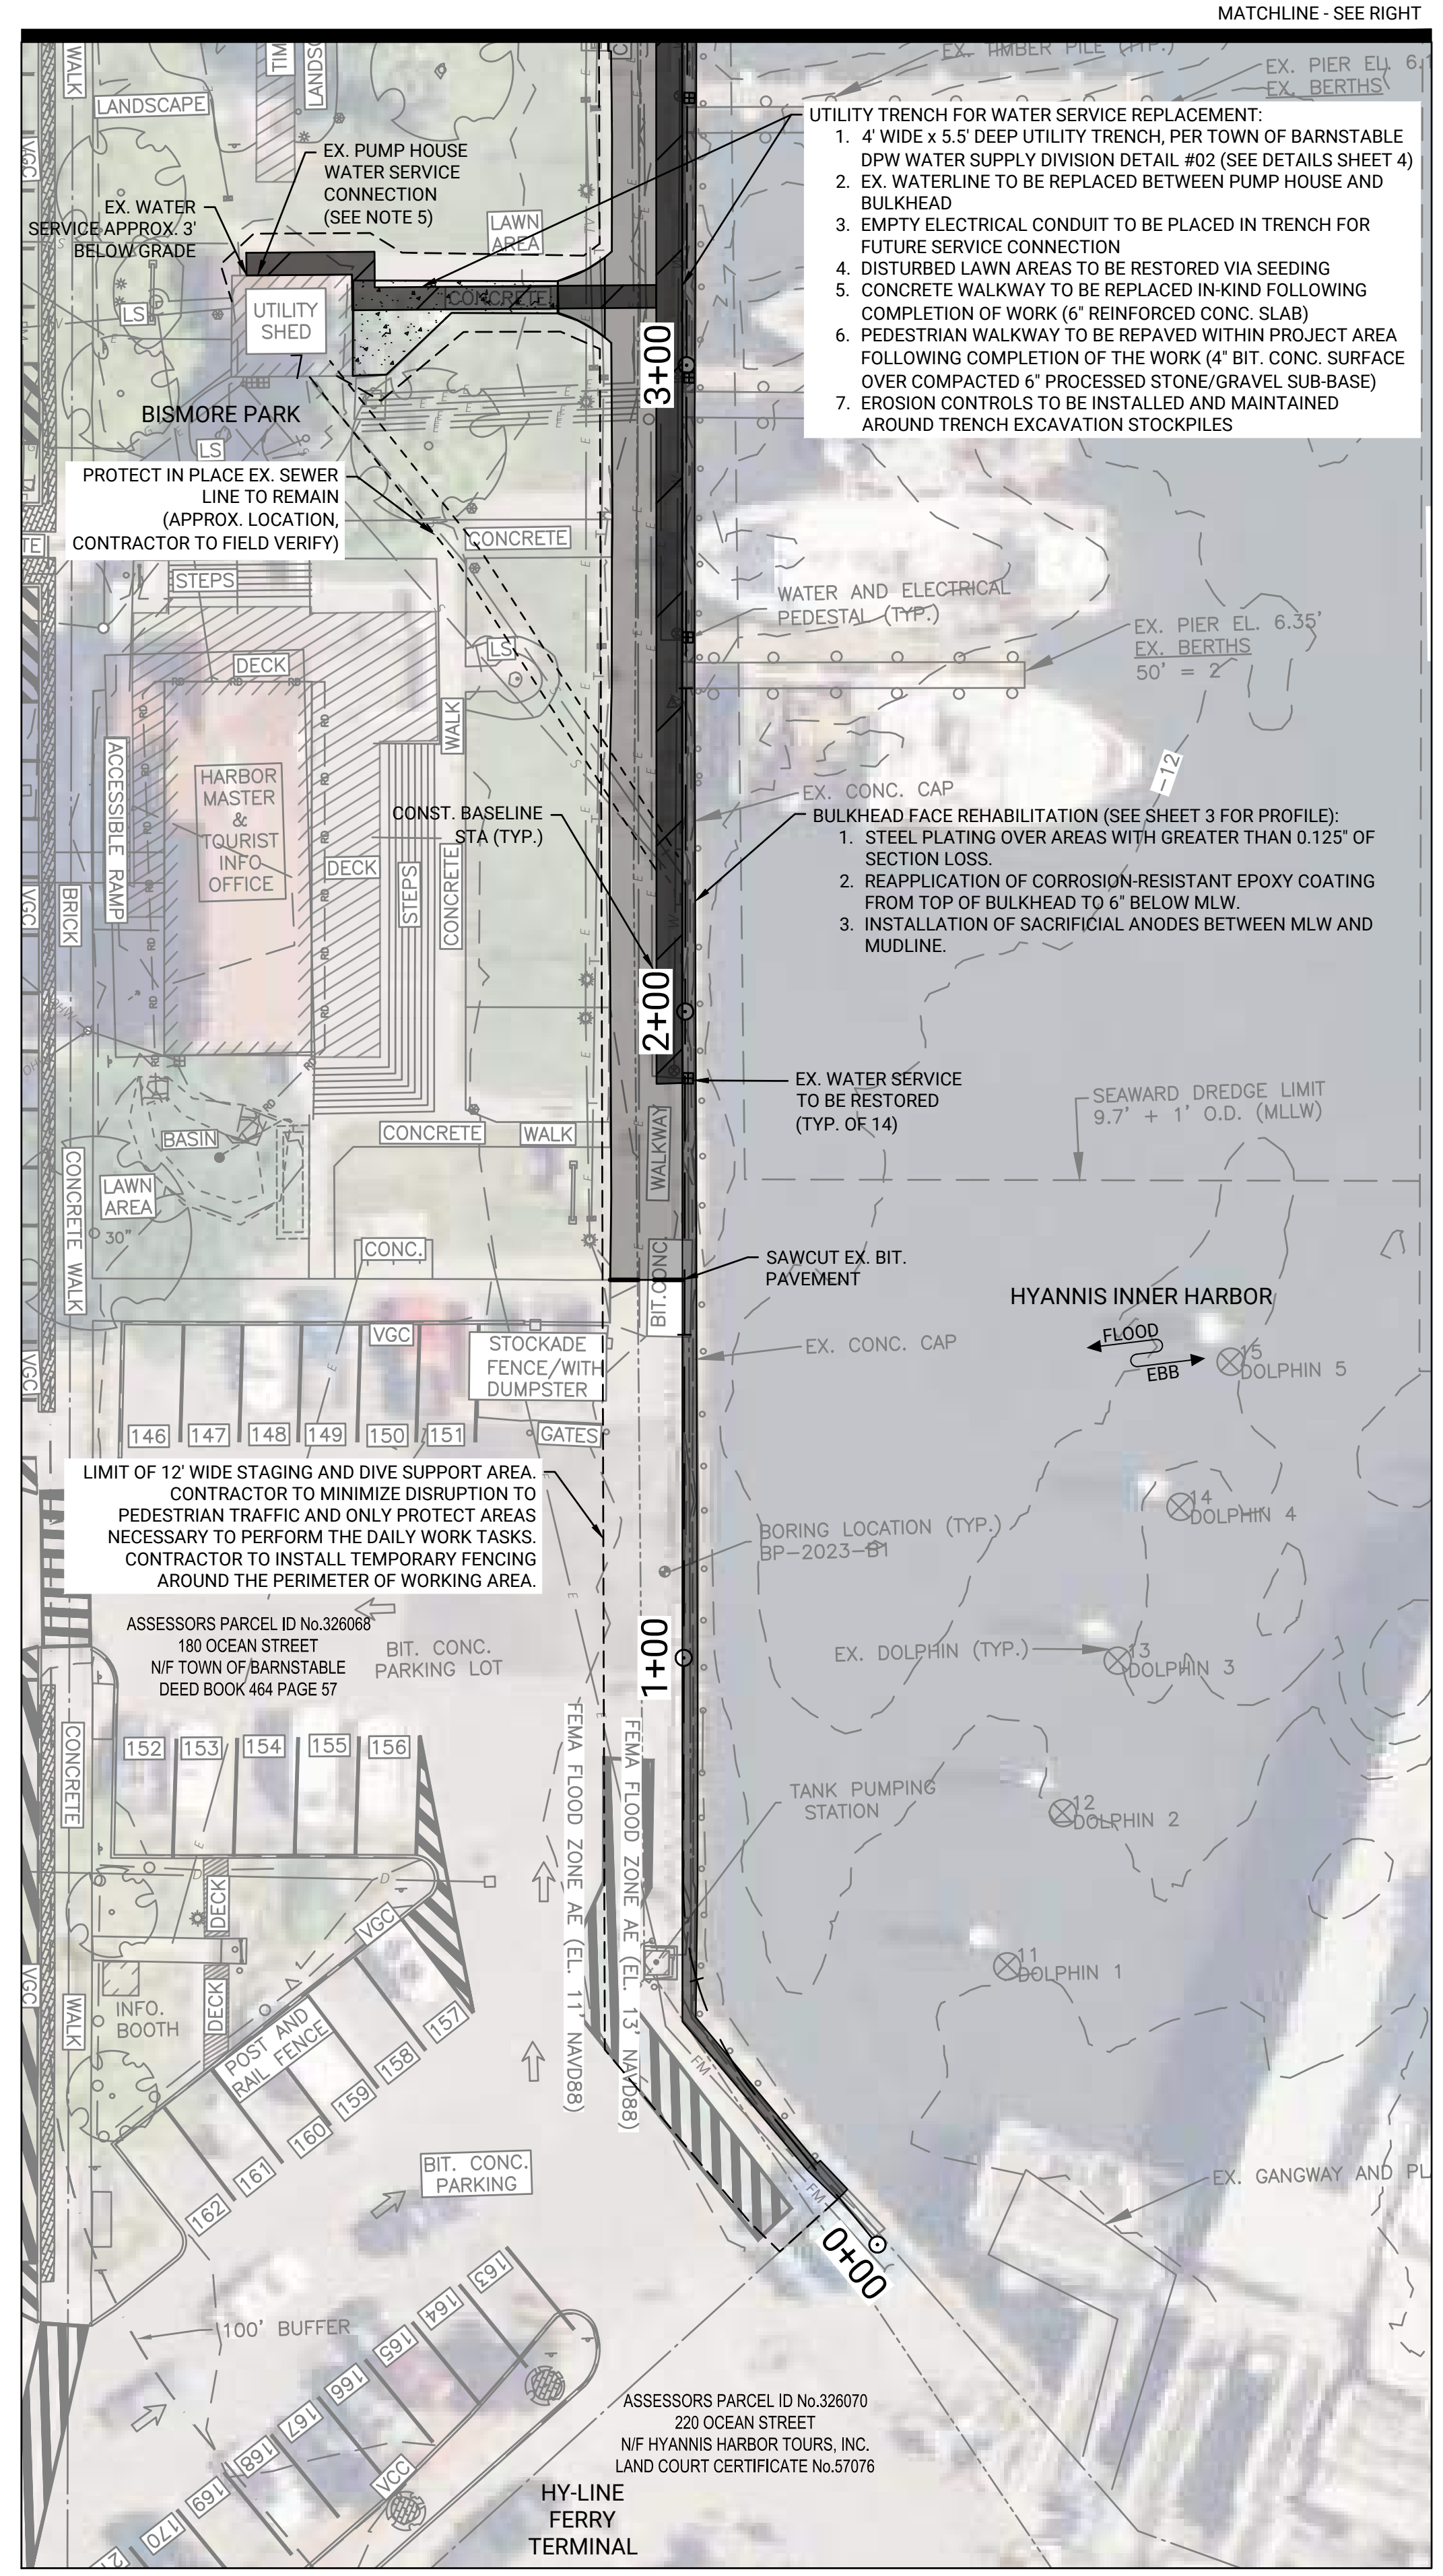 MATCHLINE - SEE RIGHT
EX. TIMBER PILE (TYP.)
EX. PIER EL. 6.
EX. BERTHS
WALK
LANDSCAPE
TIM
LANDSC
VGC
EX. PUMP HOUSE
WATER SERVICE
CONNECTION
(SEE NOTE 5)
EX. WATER
SERVICE APPROX. 3'
BELOW GRADE
LAWN
AREA
UTILITY TRENCH FOR WATER SERVICE REPLACEMENT:
1. 4' WIDE x 5.5' DEEP UTILITY TRENCH, PER TOWN OF BARNSTABLE
DPW WATER SUPPLY DIVISION DETAIL #02 (SEE DETAILS SHEET 4)
2. EX. WATERLINE TO BE REPLACED BETWEEN PUMP HOUSE AND
BULKHEAD
3. EMPTY ELECTRICAL CONDUIT TO BE PLACED IN TRENCH FOR
FUTURE SERVICE CONNECTION
4. DISTURBED LAWN AREAS TO BE RESTORED VIA SEEDING
5. CONCRETE WALKWAY TO BE REPLACED IN-KIND FOLLOWING
COMPLETION OF WORK (6" REINFORCED CONC. SLAB)
6. PEDESTRIAN WALKWAY TO BE REPAVED WITHIN PROJECT AREA
FOLLOWING COMPLETION OF THE WORK (4" BIT. CONC. SURFACE
OVER COMPACTED 6" PROCESSED STONE/GRAVEL SUB-BASE)
7. EROSION CONTROLS TO BE INSTALLED AND MAINTAINED
AROUND TRENCH EXCAVATION STOCKPILES
LS
UTILITY
SHED
CONCRETE
3+00
BISMORE PARK
LS
PROTECT IN PLACE EX. SEWER
LINE TO REMAIN
(APPROX. LOCATION,
CONTRACTOR TO FIELD VERIFY)
CONCRETE
TE
STEPS
WATER AND ELECTRICAL
PEDESTAL (TYP.)
EX. PIER EL. 6.35'
EX. BERTHS
50' = 2
LS
DECK
WALK
ACCESSIBLE RAMP
HARBOR
MASTER
&
TOURIST
INFO
OFFICE
-12
EX. CONC. CAP
CONST. BASELINE
STA (TYP.)
BULKHEAD FACE REHABILITATION (SEE SHEET 3 FOR PROFILE):
1. STEEL PLATING OVER AREAS WITH GREATER THAN 0.125" OF
SECTION LOSS.
2. REAPPLICATION OF CORROSION-RESISTANT EPOXY COATING
FROM TOP OF BULKHEAD TO 6" BELOW MLW.
3. INSTALLATION OF SACRIFICIAL ANODES BETWEEN MLW AND
MUDLINE.
DECK
STEPS
CONCRETE
VGC
BRICK
2+00
EX. WATER SERVICE
TO BE RESTORED
(TYP. OF 14)
SEAWARD DREDGE LIMIT
9.7' + 1' O.D. (MLLW)
BASIN
CONCRETE
WALK
WALKWAY
LAWN
AREA
30"
CONCRETE WALK
CONC.
BIT.CONC.
SAWCUT EX. BIT.
PAVEMENT
HYANNIS INNER HARBOR
FLOOD
EBB
15
DOLPHIN 5
EX. CONC. CAP
VGC
VGC
STOCKADE
FENCE/WITH
DUMPSTER
146
147
148
149
150
151
GATES
LIMIT OF 12' WIDE STAGING AND DIVE SUPPORT AREA.
CONTRACTOR TO MINIMIZE DISRUPTION TO
PEDESTRIAN TRAFFIC AND ONLY PROTECT AREAS
NECESSARY TO PERFORM THE DAILY WORK TASKS.
CONTRACTOR TO INSTALL TEMPORARY FENCING
AROUND THE PERIMETER OF WORKING AREA.
14
DOLPHIN 4
BORING LOCATION (TYP.)
BP-2023-B1
ASSESSORS PARCEL ID No.326068
180 OCEAN STREET
N/F TOWN OF BARNSTABLE
DEED BOOK 464 PAGE 57
BIT. CONC.
PARKING LOT
1+00
EX. DOLPHIN (TYP.)
13
DOLPHIN 3
CONCRETE
152
153
154
155
156
FEMA FLOOD ZONE AE (EL. 11' NAVD88)
FEMA FLOOD ZONE AE (EL. 13' NAVD88)
TANK PUMPING
STATION
12
DOLPHIN 2
DECK
VGC
11
DOLPHIN 1
VGC
WALK
INFO.
BOOTH
DECK
POST AND
RAIL FENCE
157
158
159
160
161
162
FM
FM
BIT. CONC.
PARKING
EX. GANGWAY AND PL
0+00
100' BUFFER
163
164
165
166
167
168
169
170
VCC
ASSESSORS PARCEL ID No.326070
220 OCEAN STREET
N/F HYANNIS HARBOR TOURS, INC.
LAND COURT CERTIFICATE No.57076
HY-LINE
FERRY
TERMINAL